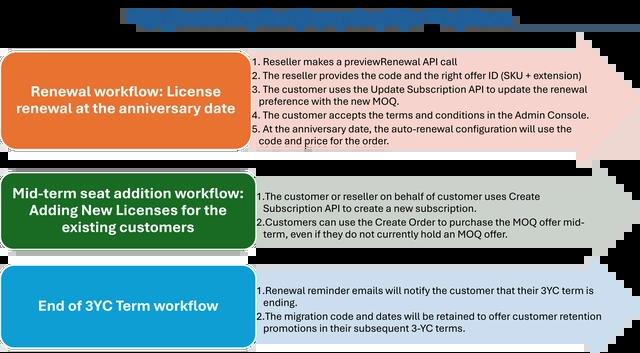 Renewal workflow: License
renewal at the anniversary date
1. Reseller makes a previewRenewal API call
2. The reseller provides the code and the right offer ID (SKU + extension)
3. The customer uses the Update Subscription API to update the renewal
preference with the new MOQ.
4. The customer accepts the terms and conditions in the Admin Console.
5. At the anniversary date, the auto-renewal configuration will use the
code and price for the order.
Mid-term seat addition workflow:
Adding New Licenses for the
existing customers
1.The customer or reseller on behalf of customer uses Create
Subscription API to create a new subscription.
2.Customers can use the Create Order to purchase the MOQ offer mid-
term, even if they do not currently hold an MOQ offer.
End of 3YC Term workflow
1.Renewal reminder emails will notify the customer that their 3YC term is
ending.
2.The migration code and dates will be retained to offer customer retention
promotions in their subsequent 3-YC terms.